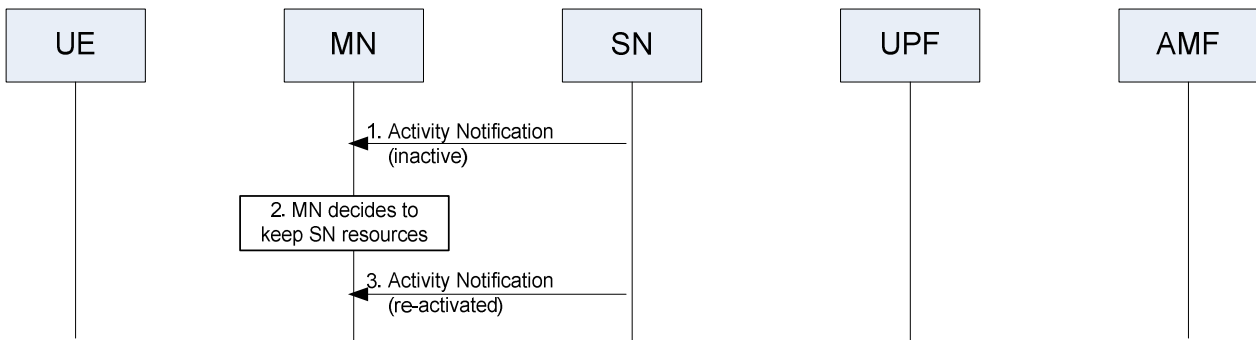 UE
MN
SN
UPF
AMF
1. Activity Notification
(inactive)
2. MN decides to
keep SN resources
3. Activity Notification
(re-activated)